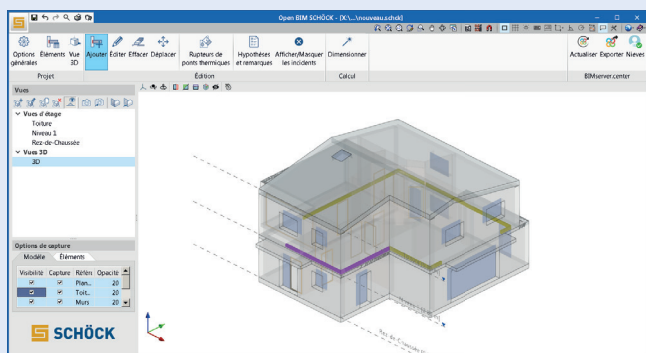 Open BIM SCHÖCK - [X:\...\nouveau.schck]
Options générales
Éléments
Vue 3D
Ajouter
Éditer
Effacer
Déplacer
Rupteurs de ponts thermiques
Hypothèses et remarques
Afficher/Masquer les incidents
Dimensionner
Actualiser
Exporter
Nieves
Projet
Édition
Calcul
BIMserver.center
Vues
Vues d'étage
Toiture
Niveau 1
Rez-de-Chaussée
Vues 3D
3D
Options de capture
Modèle Éléments
Visibilité Capture Référ. Opacité
Plan... 20
Toit... 20
Murs 20
SCHÖCK